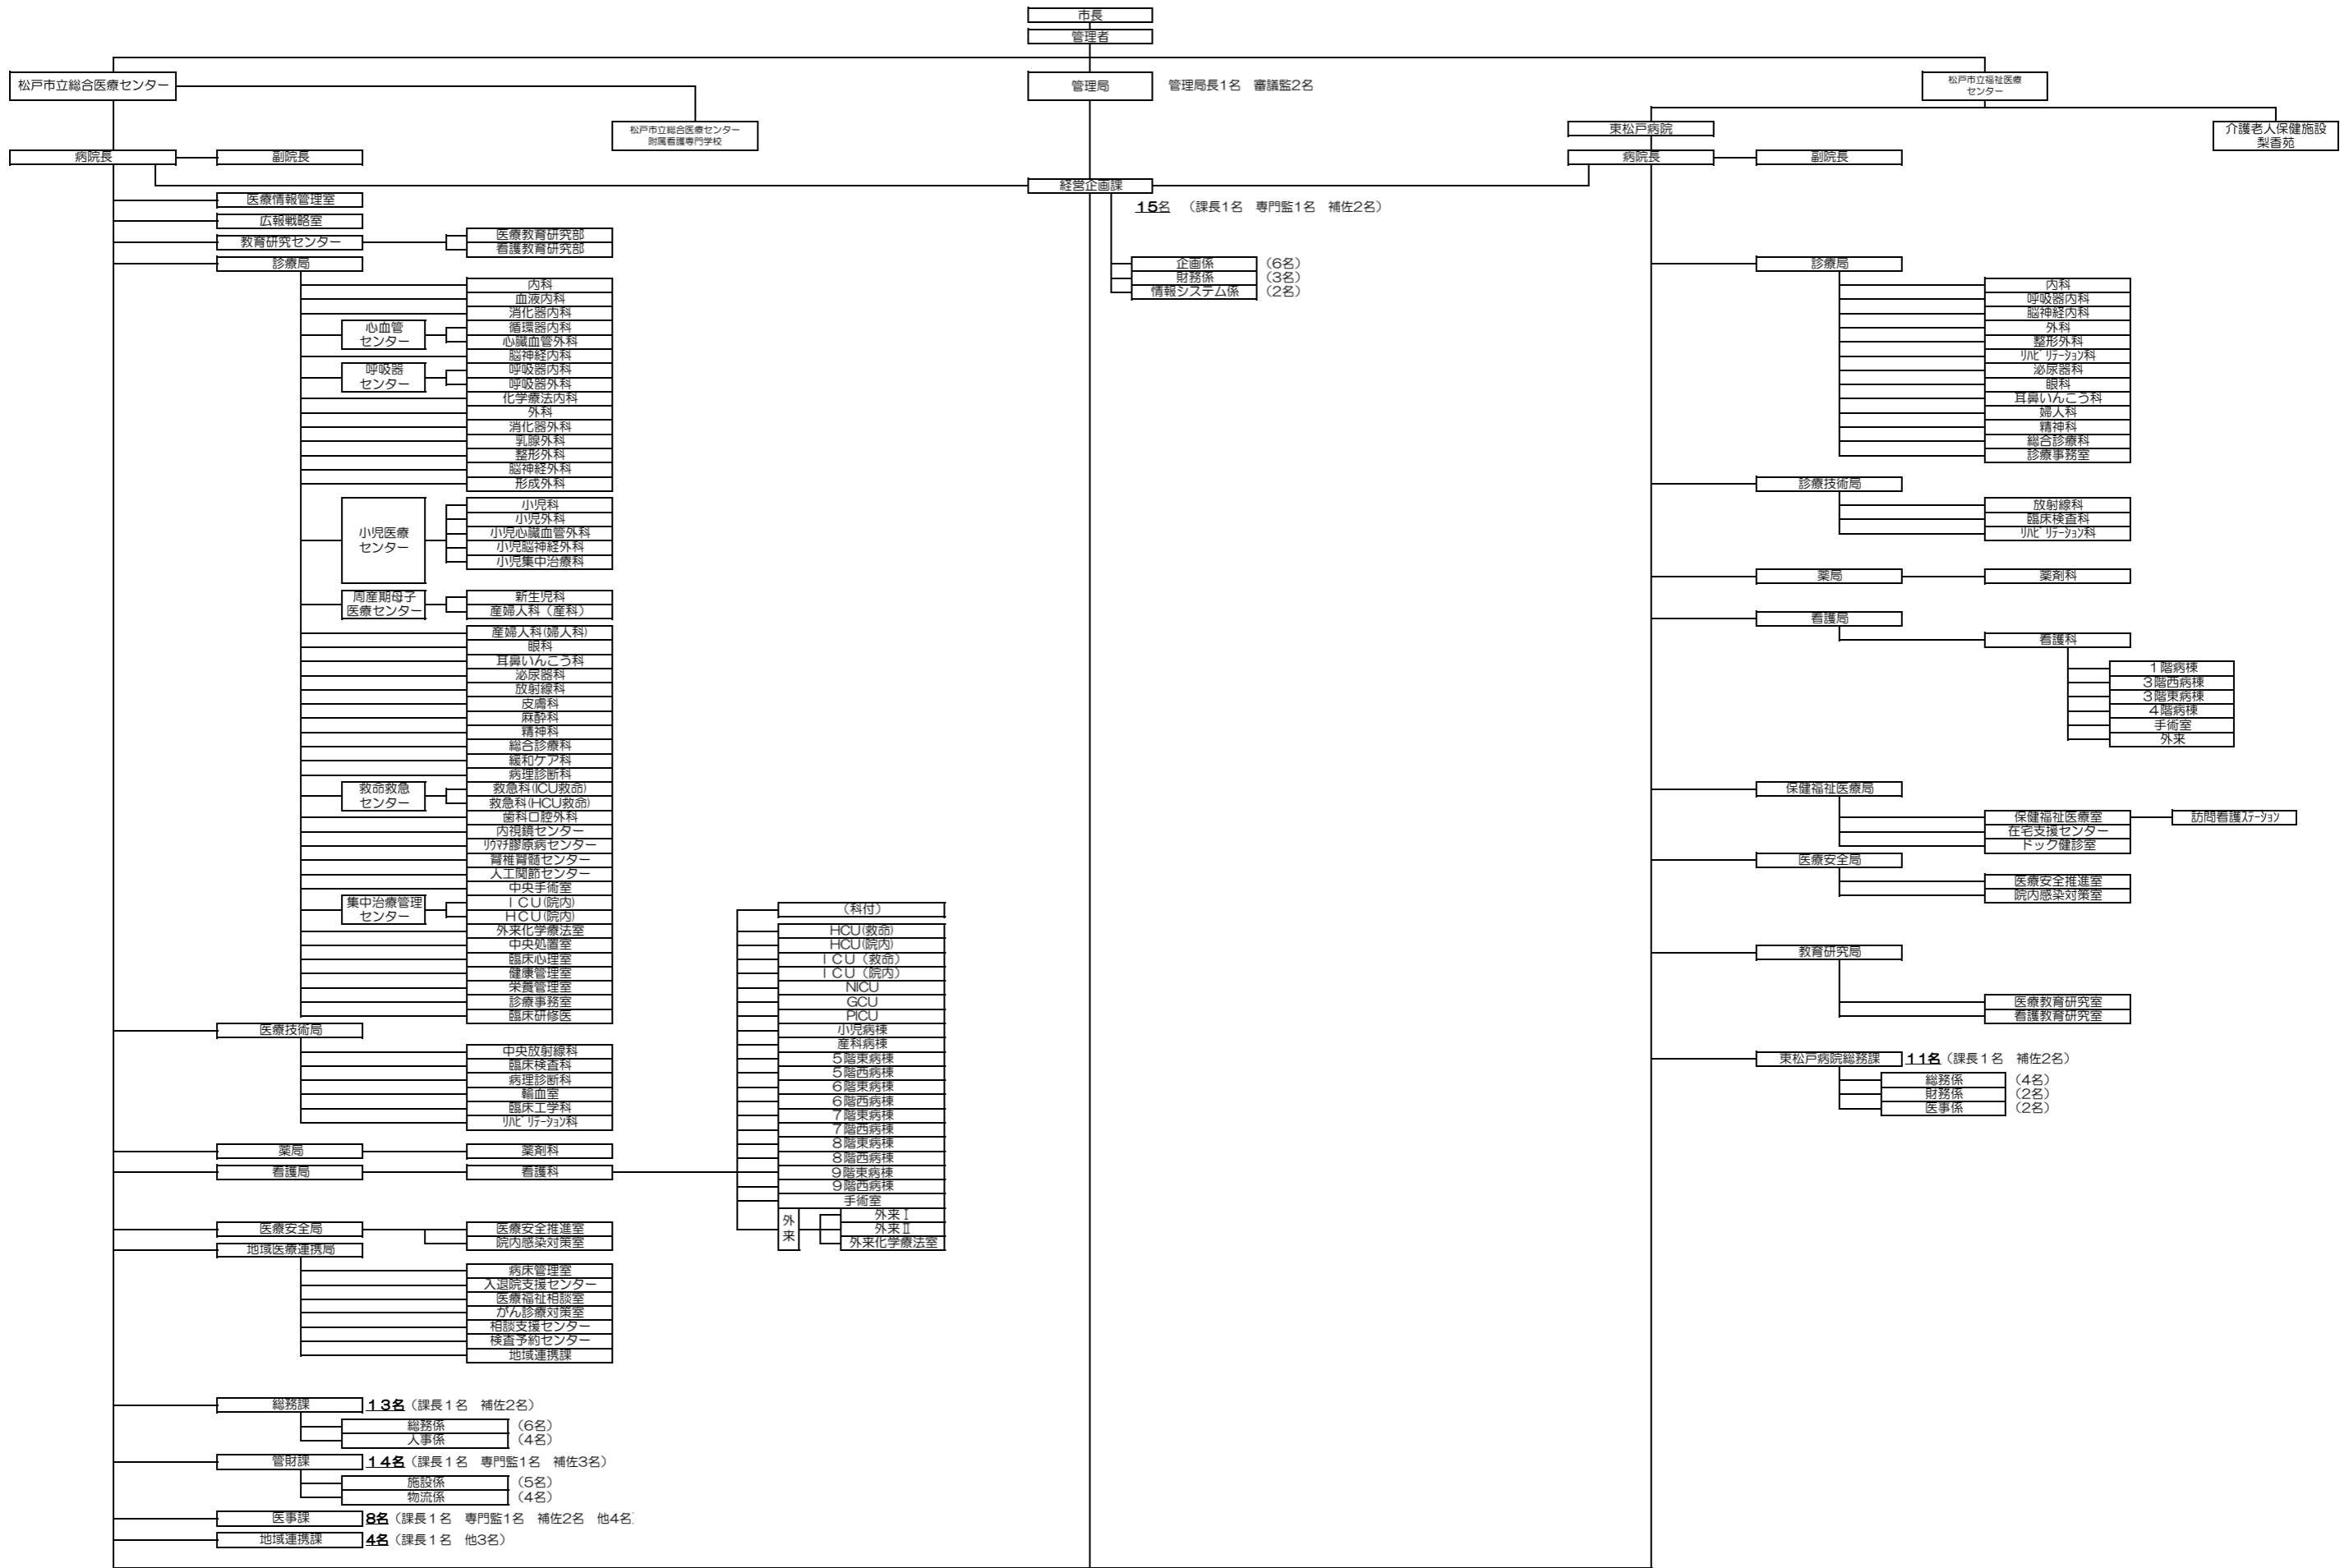 市長
管理者
松戸市立総合医療センター
管理局
管理局長1名 審議監2名
松戸市立福祉医療
センター
松戸市立総合医療センター
附属看護専門学校
東松戸病院
介護老人保健施設
梨香苑
病院長
副院長
病院長
副院長
経営企画課
15名 (課長1名 専門監1名 補佐2名)
企画係 (6名)
財務係 (3名)
情報システム係 (2名)
医療情報管理室
広報戦略室
教育研究センター
医療教育研究部
看護教育研究部
診療局
内科
血液内科
消化器内科
心血管
センター
循環器内科
心臓血管外科
脳神経内科
呼吸器
センター
呼吸器内科
呼吸器外科
化学療法内科
外科
消化器外科
乳腺外科
整形外科
脳神経外科
形成外科
小児医療
センター
小児科
小児外科
小児心臓血管外科
小児脳神経外科
小児集中治療科
周産期母子
医療センター
新生児科
産婦人科(産科)
産婦人科(婦人科)
眼科
耳鼻いんこう科
泌尿器科
放射線科
皮膚科
麻酔科
精神科
総合診療科
緩和ケア科
病理診断科
救命救急
センター
救急科(ICU救命)
救急科(HCU救命)
歯科口腔外科
内視鏡センター
リウマチ膠原病センター
脊椎脊髄センター
人工関節センター
中央手術室
集中治療管理
センター
ICU(院内)
HCU(院内)
外来化学療法室
中央処置室
臨床心理室
健康管理室
栄養管理室
診療事務室
臨床研修医
医療技術局
中央放射線科
臨床検査科
病理診断科
輸血室
臨床工学科
リハビリテーション科
薬局
薬剤科
看護局
看護科
(科付)
HCU(救命)
HCU(院内)
ICU(救命)
ICU(院内)
NICU
GCU
PICU
小児病棟
産科病棟
5階東病棟
5階西病棟
6階東病棟
6階西病棟
7階東病棟
7階西病棟
8階東病棟
8階西病棟
9階東病棟
9階西病棟
手術室
外来
外来Ⅰ
外来Ⅱ
外来化学療法室
医療安全局
医療安全推進室
院内感染対策室
地域医療連携局
病床管理室
入退院支援センター
医療福祉相談室
がん診療対策室
相談支援センター
検査予約センター
地域連携課
総務課 13名(課長1名 補佐2名)
総務係 (6名)
人事係 (4名)
管財課 14名(課長1名 専門監1名 補佐3名)
施設係 (5名)
物流係 (4名)
医事課 8名(課長1名 専門監1名 補佐2名 他4名)
地域連携課 4名(課長1名 他3名)
診療局
内科
呼吸器内科
脳神経内科
外科
整形外科
リハビリテーション科
泌尿器科
眼科
耳鼻いんこう科
婦人科
精神科
総合診療科
診療事務室
診療技術局
放射線科
臨床検査科
リハビリテーション科
薬局
薬剤科
看護局
看護科
1階病棟
3階西病棟
3階東病棟
4階病棟
手術室
外来
保健福祉医療局
保健福祉医療室
訪問看護ステーション
在宅支援センター
ドック健診室
医療安全局
医療安全推進室
院内感染対策室
教育研究局
医療教育研究室
看護教育研究室
東松戸病院総務課 11名(課長1名 補佐2名)
総務係 (4名)
財務係 (2名)
医事係 (2名)